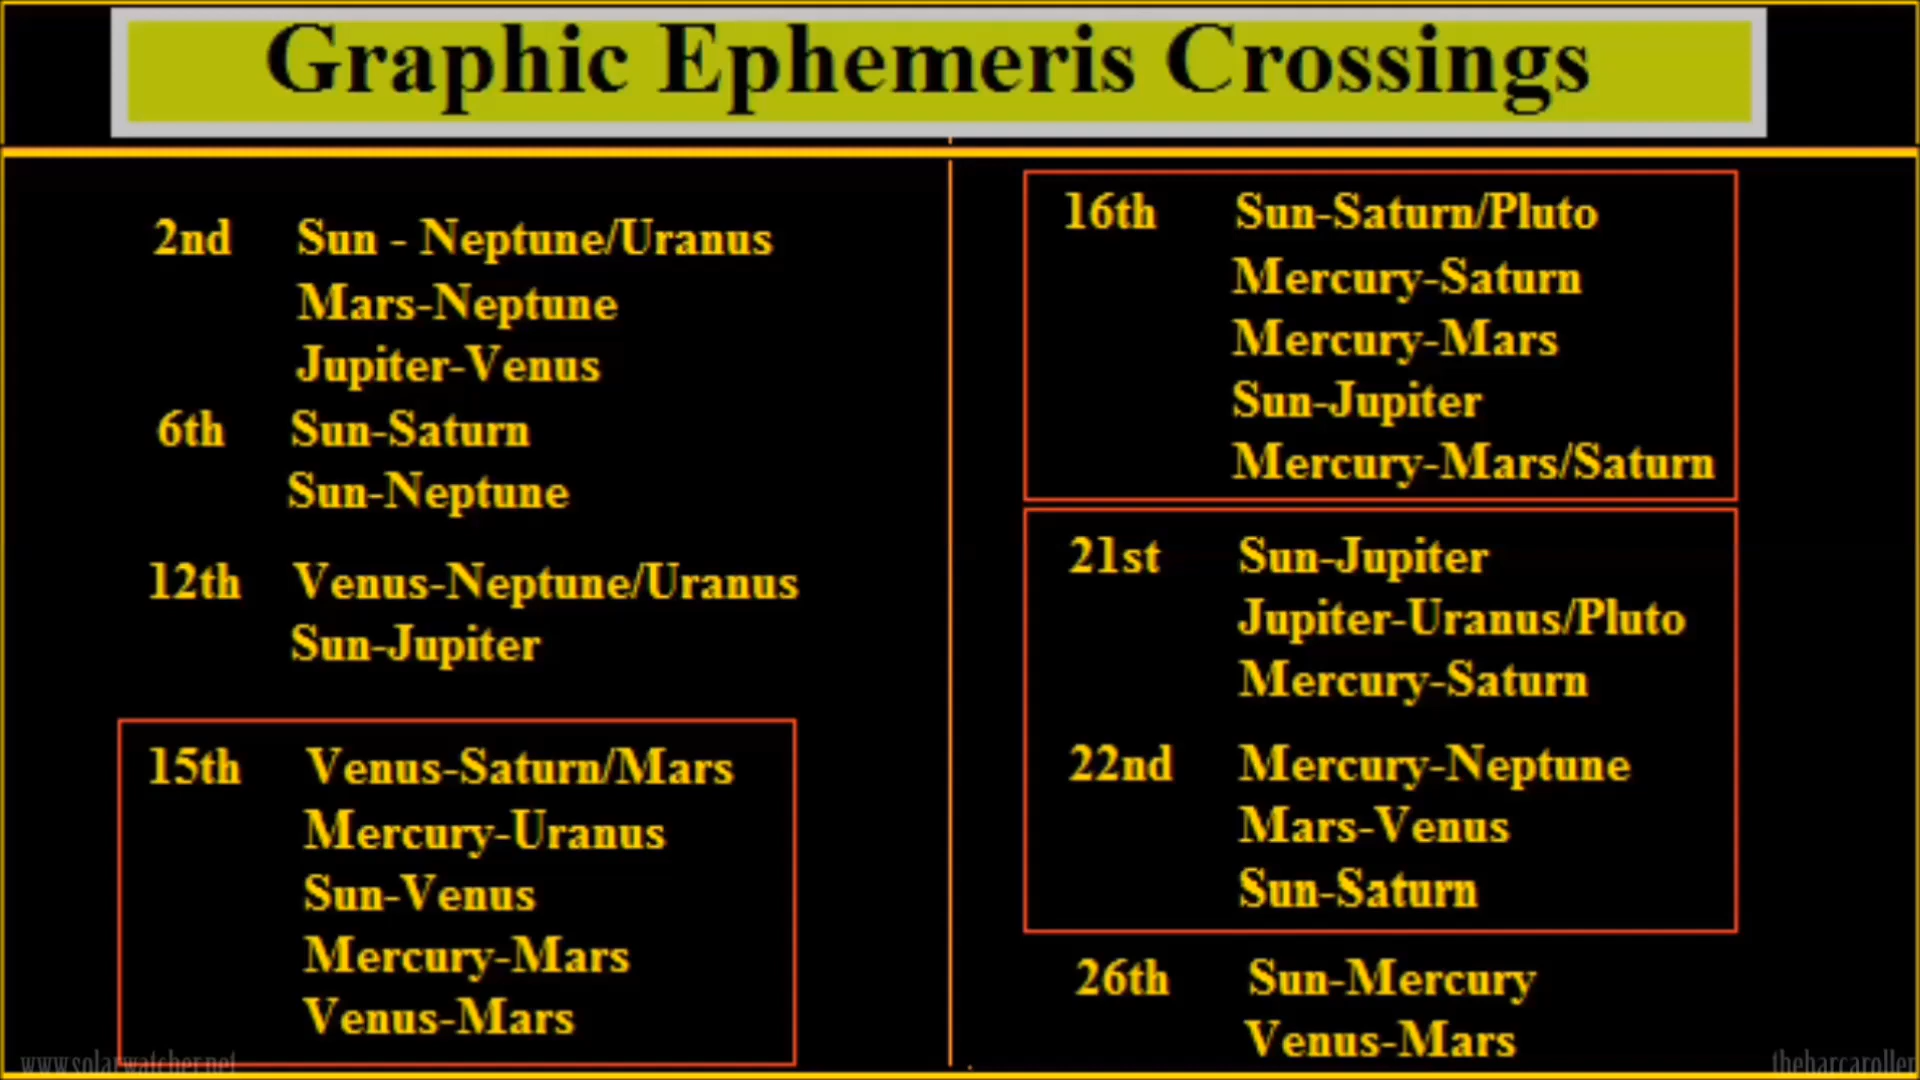 Graphic Ephemeris Crossings
2nd Sun - Neptune/Uranus
Mars-Neptune
Jupiter-Venus
6th Sun-Saturn
Sun-Neptune
12th Venus-Neptune/Uranus
Sun-Jupiter
15th Venus-Saturn/Mars
Mercury-Uranus
Sun-Venus
Mercury-Mars
Venus-Mars
16th Sun-Saturn/Pluto
Mercury-Saturn
Mercury-Mars
Sun-Jupiter
Mercury-Mars/Saturn
21st Sun-Jupiter
Jupiter-Uranus/Pluto
Mercury-Saturn
22nd Mercury-Neptune
Mars-Venus
Sun-Saturn
26th Sun-Mercury
Venus-Mars
www.solarwatcher.net
thebarcaroller